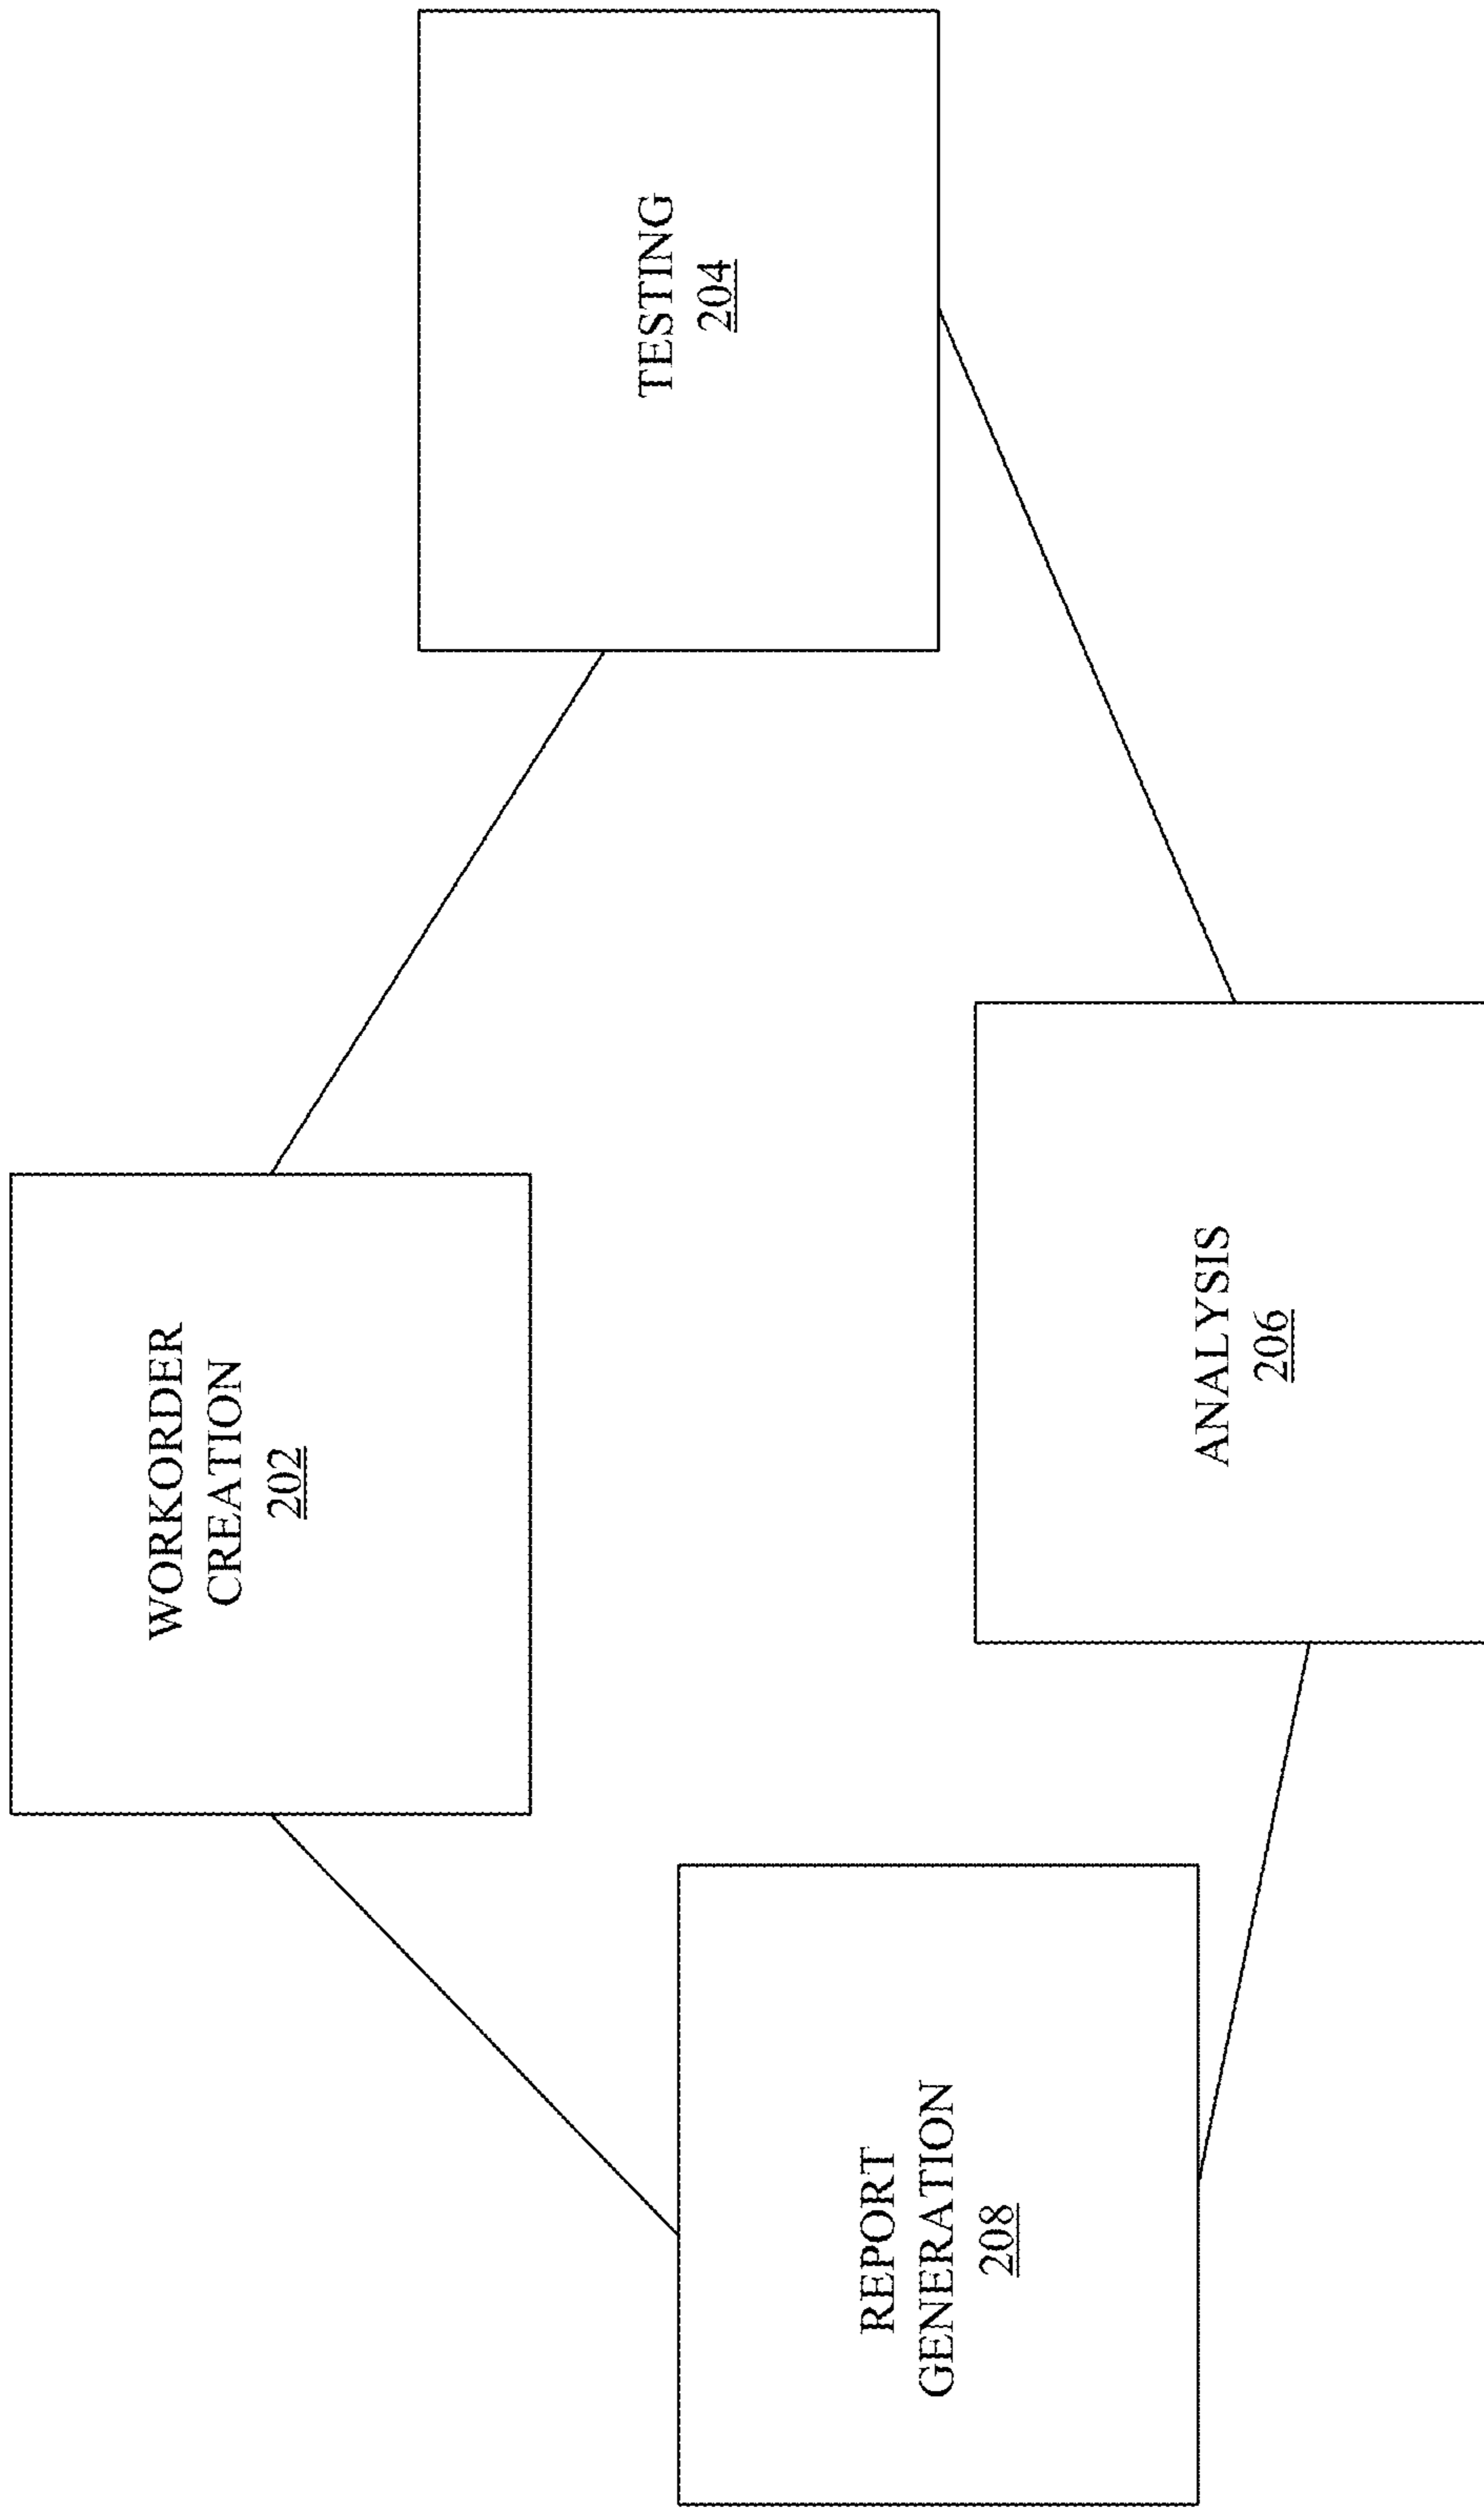 WORKORDER
CREATION
202
TESTING
204
ANALYSIS
206
REPORT
GENERATION
208